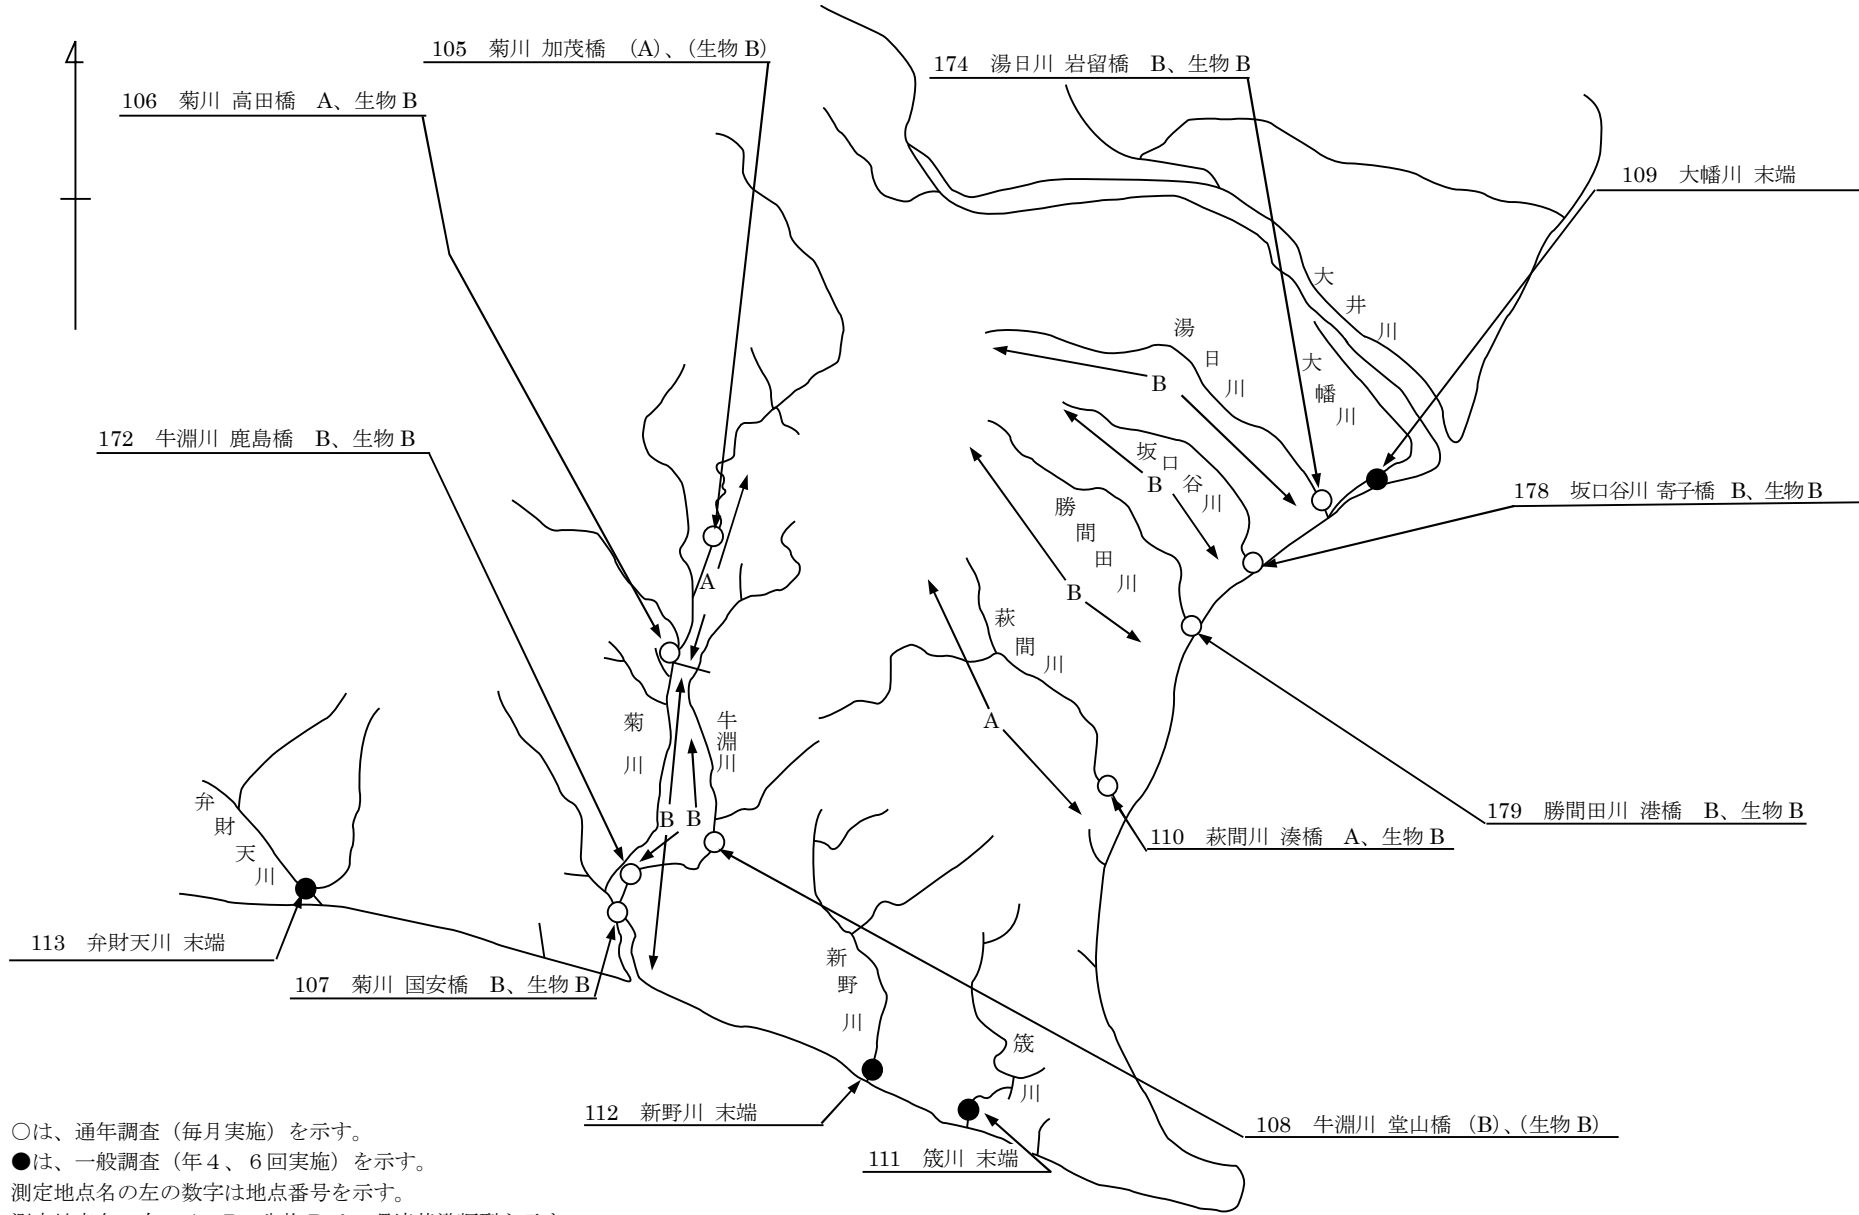 105 菊川 加茂橋 （A）、（生物 B）
174 湯日川 岩留橋 B、生物 B
106 菊川 高田橋 A、生物 B
109 大幡川 末端
大井川
湯日川
大幡川
B
172 牛淵川 鹿島橋 B、生物 B
坂口谷川
B
178 坂口谷川 寄子橋 B、生物 B
勝間田川
B
A
萩間川
A
菊川
牛淵川
B
B
弁財天川
179 勝間田川 港橋 B、生物 B
110 萩間川 湊橋 A、生物 B
113 弁財天川 末端
107 菊川 国安橋 B、生物 B
新野川
筬川
112 新野川 末端
108 牛淵川 堂山橋 （B）、（生物 B）
111 筬川 末端
○は、通年調査（毎月実施）を示す。
●は、一般調査（年４、６回実施）を示す。
測定地点名の左の数字は地点番号を示す。